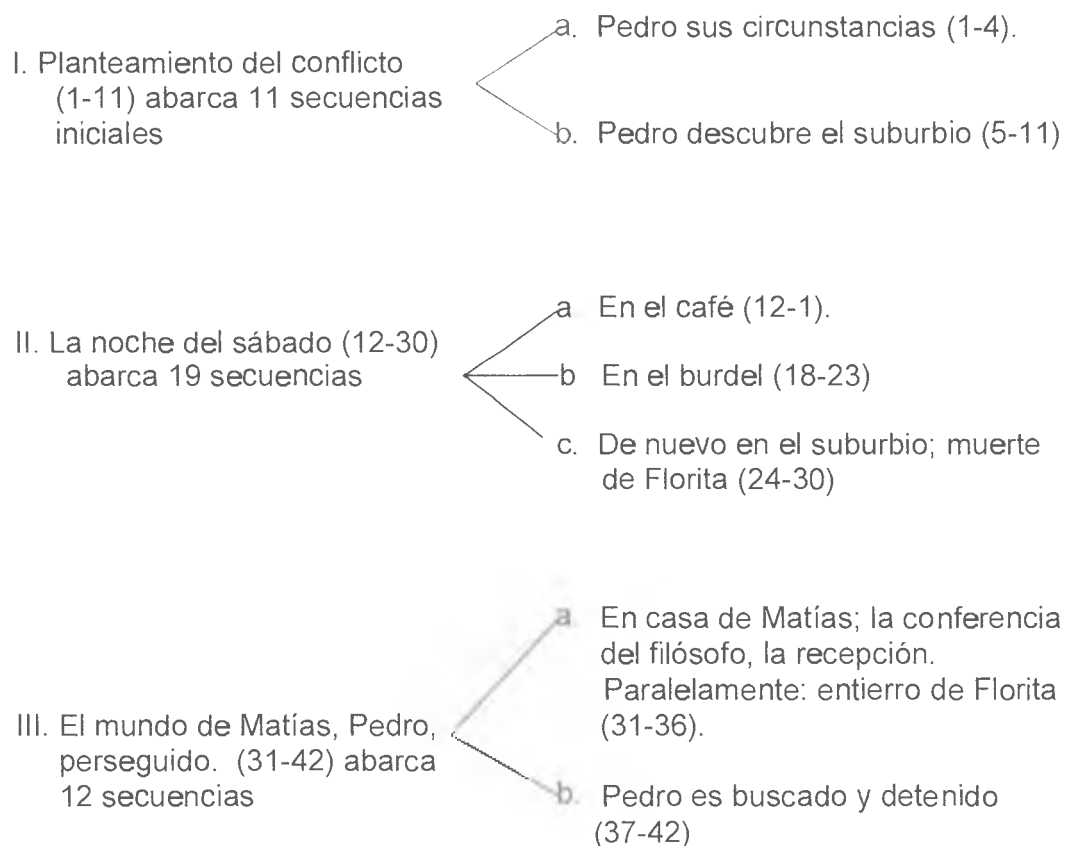 I. Planteamiento del conflicto
(1-11) abarca 11 secuencias
iniciales
a. Pedro sus circunstancias (1-4).
b. Pedro descubre el suburbio (5-11)
II. La noche del sábado (12-30)
abarca 19 secuencias
a En el café (12-1).
b En el burdel (18-23)
c. De nuevo en el suburbio; muerte
de Florita (24-30)
III. El mundo de Matías, Pedro,
perseguido. (31-42) abarca
12 secuencias
a. En casa de Matías; la conferencia
del filósofo, la recepción.
Paralelamente: entierro de Florita
(31-36).
b. Pedro es buscado y detenido
(37-42)